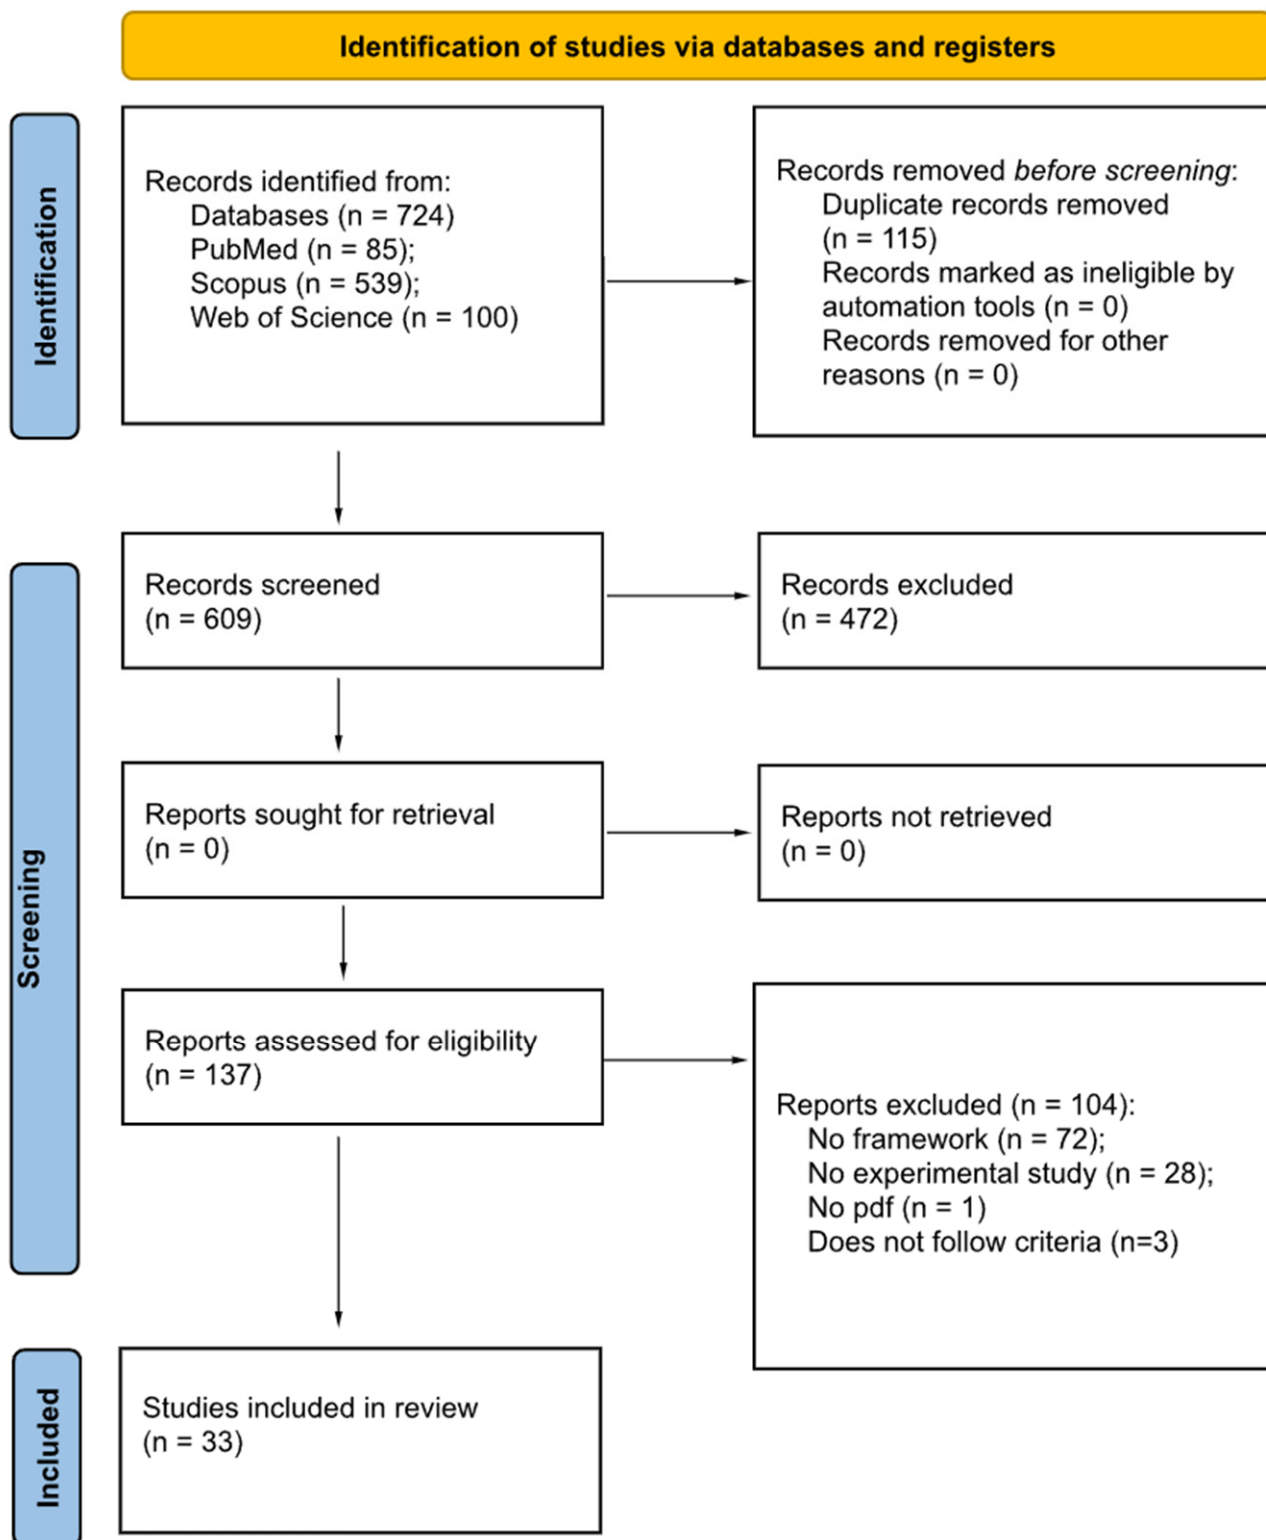 Identification of studies via databases and registers
Identification
Records identified from:
Databases (n = 724)
PubMed (n = 85);
Scopus (n = 539);
Web of Science (n = 100)
Records removed before screening:
Duplicate records removed
(n = 115)
Records marked as ineligible by
automation tools (n = 0)
Records removed for other
reasons (n = 0)
Screening
Records screened
(n = 609)
Records excluded
(n = 472)
Reports sought for retrieval
(n = 0)
Reports not retrieved
(n = 0)
Reports assessed for eligibility
(n = 137)
Reports excluded (n = 104):
No framework (n = 72);
No experimental study (n = 28);
No pdf (n = 1)
Does not follow criteria (n=3)
Included
Studies included in review
(n = 33)